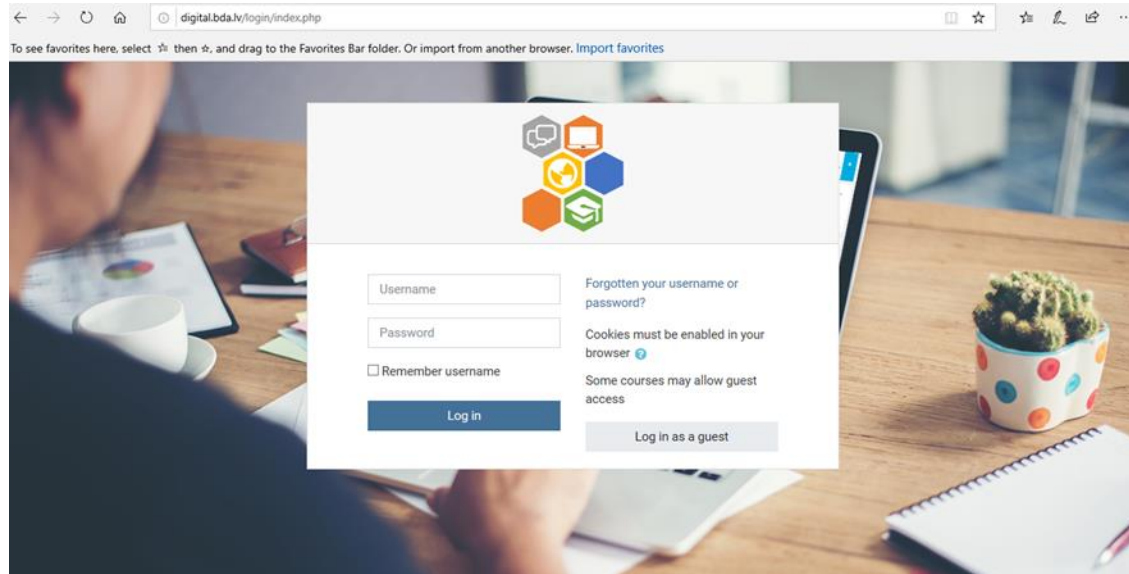 digital.bda.lv/login/index.php
To see favorites here, select then, and drag to the Favorites Bar folder. Or import from another browser. Import favorites
Username
Password
Remember username
Log in
Forgotten your username or
password?
Cookies must be enabled in your
browser
Some courses may allow guest
access
Log in as a guest